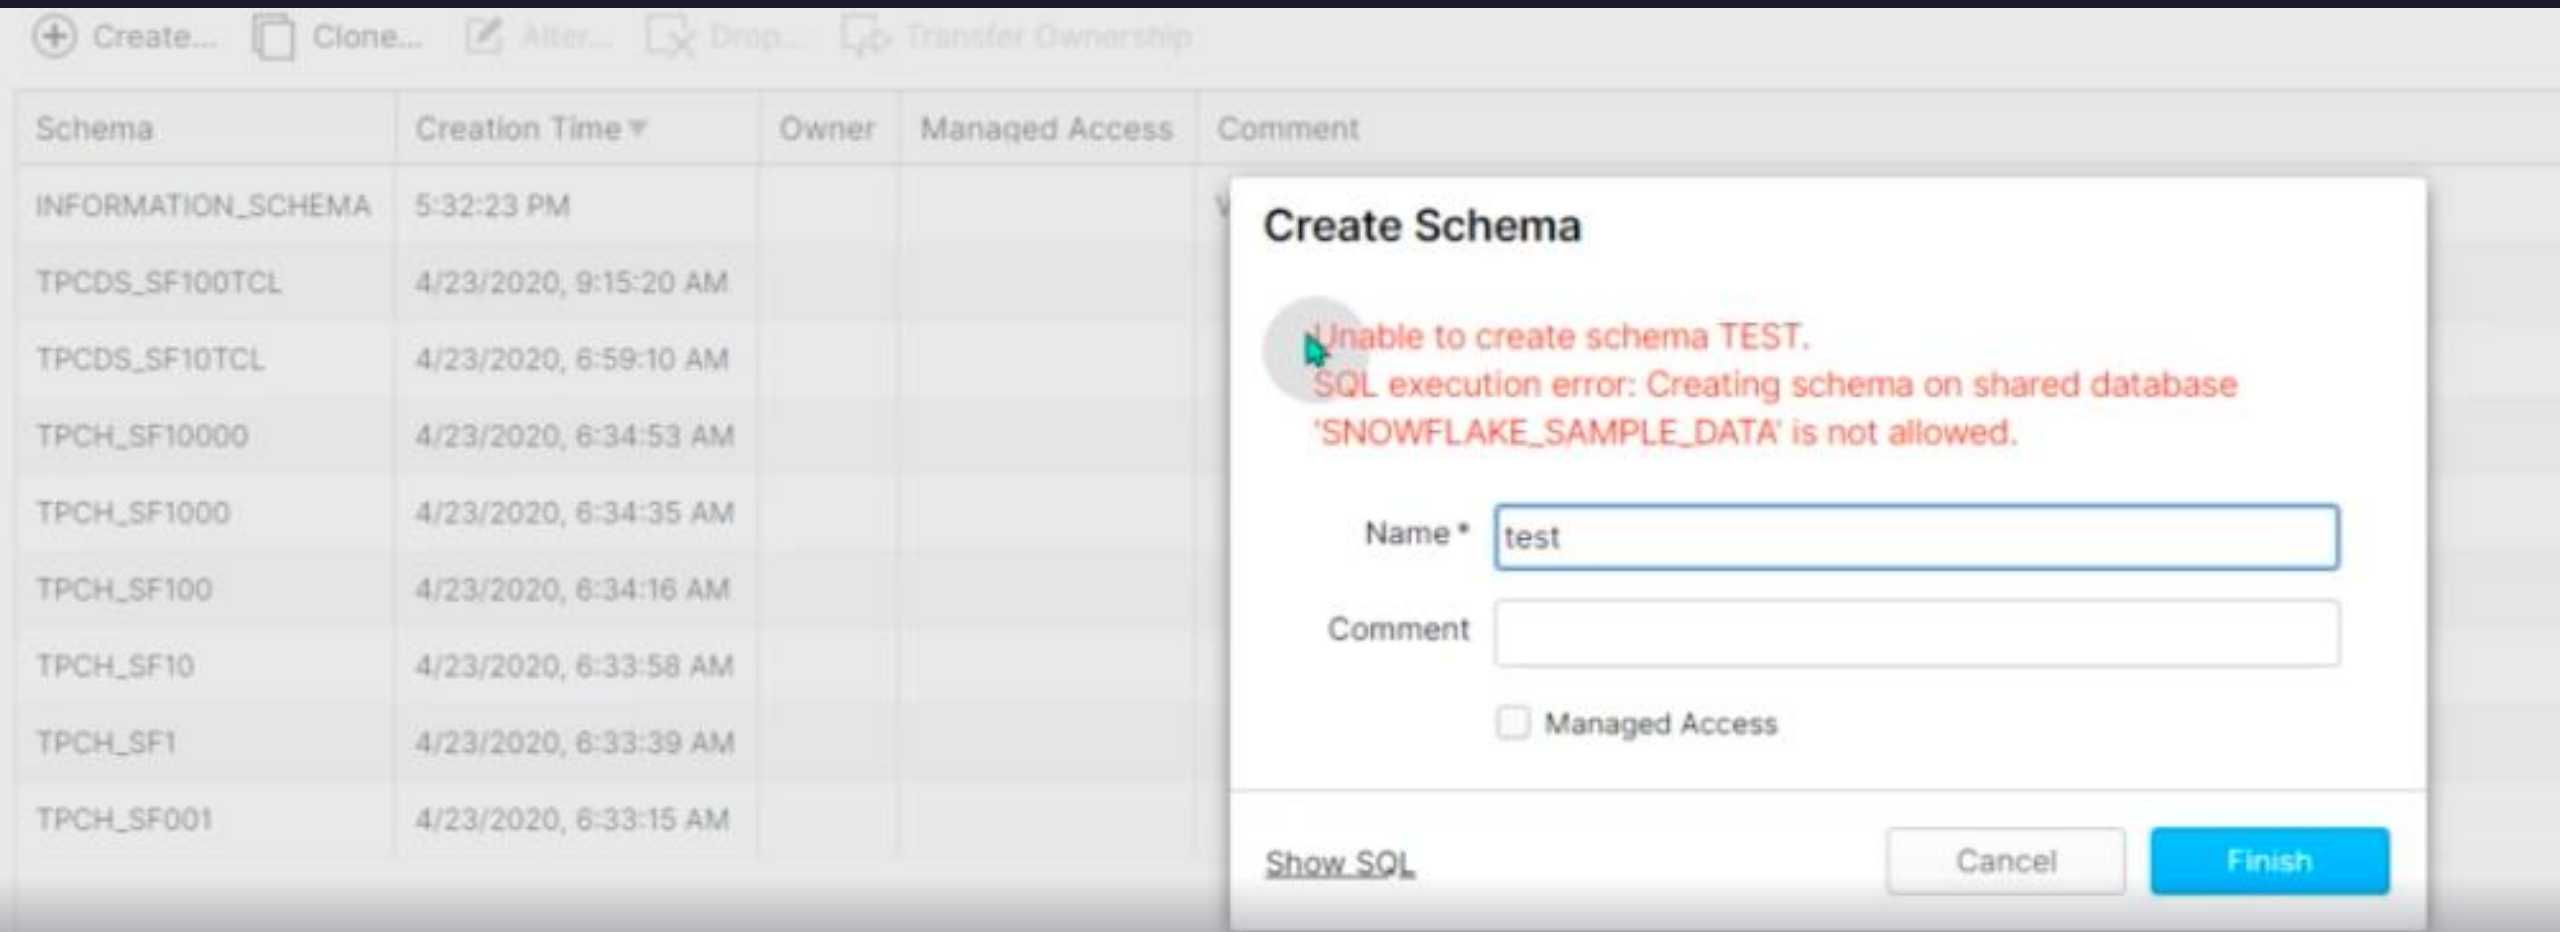 Create... Clone... Alter... Drop... Transfer Ownership
Schema Creation Time Owner Managed Access Comment
INFORMATION_SCHEMA 5:32:23 PM
TPCDS_SF100TCL 4/23/2020, 9:15:20 AM
TPCDS_SF10TCL 4/23/2020, 6:59:10 AM
TPCH_SF10000 4/23/2020, 6:34:53 AM
TPCH_SF1000 4/23/2020, 6:34:35 AM
TPCH_SF100 4/23/2020, 6:34:16 AM
TPCH_SF10 4/23/2020, 6:33:58 AM
TPCH_SF1 4/23/2020, 6:33:39 AM
TPCH_SF001 4/23/2020, 6:33:15 AM
Create Schema
Unable to create schema TEST.
SQL execution error: Creating schema on shared database
'SNOWFLAKE_SAMPLE_DATA' is not allowed.
Name * test
Comment
Managed Access
Show SQL Cancel Finish